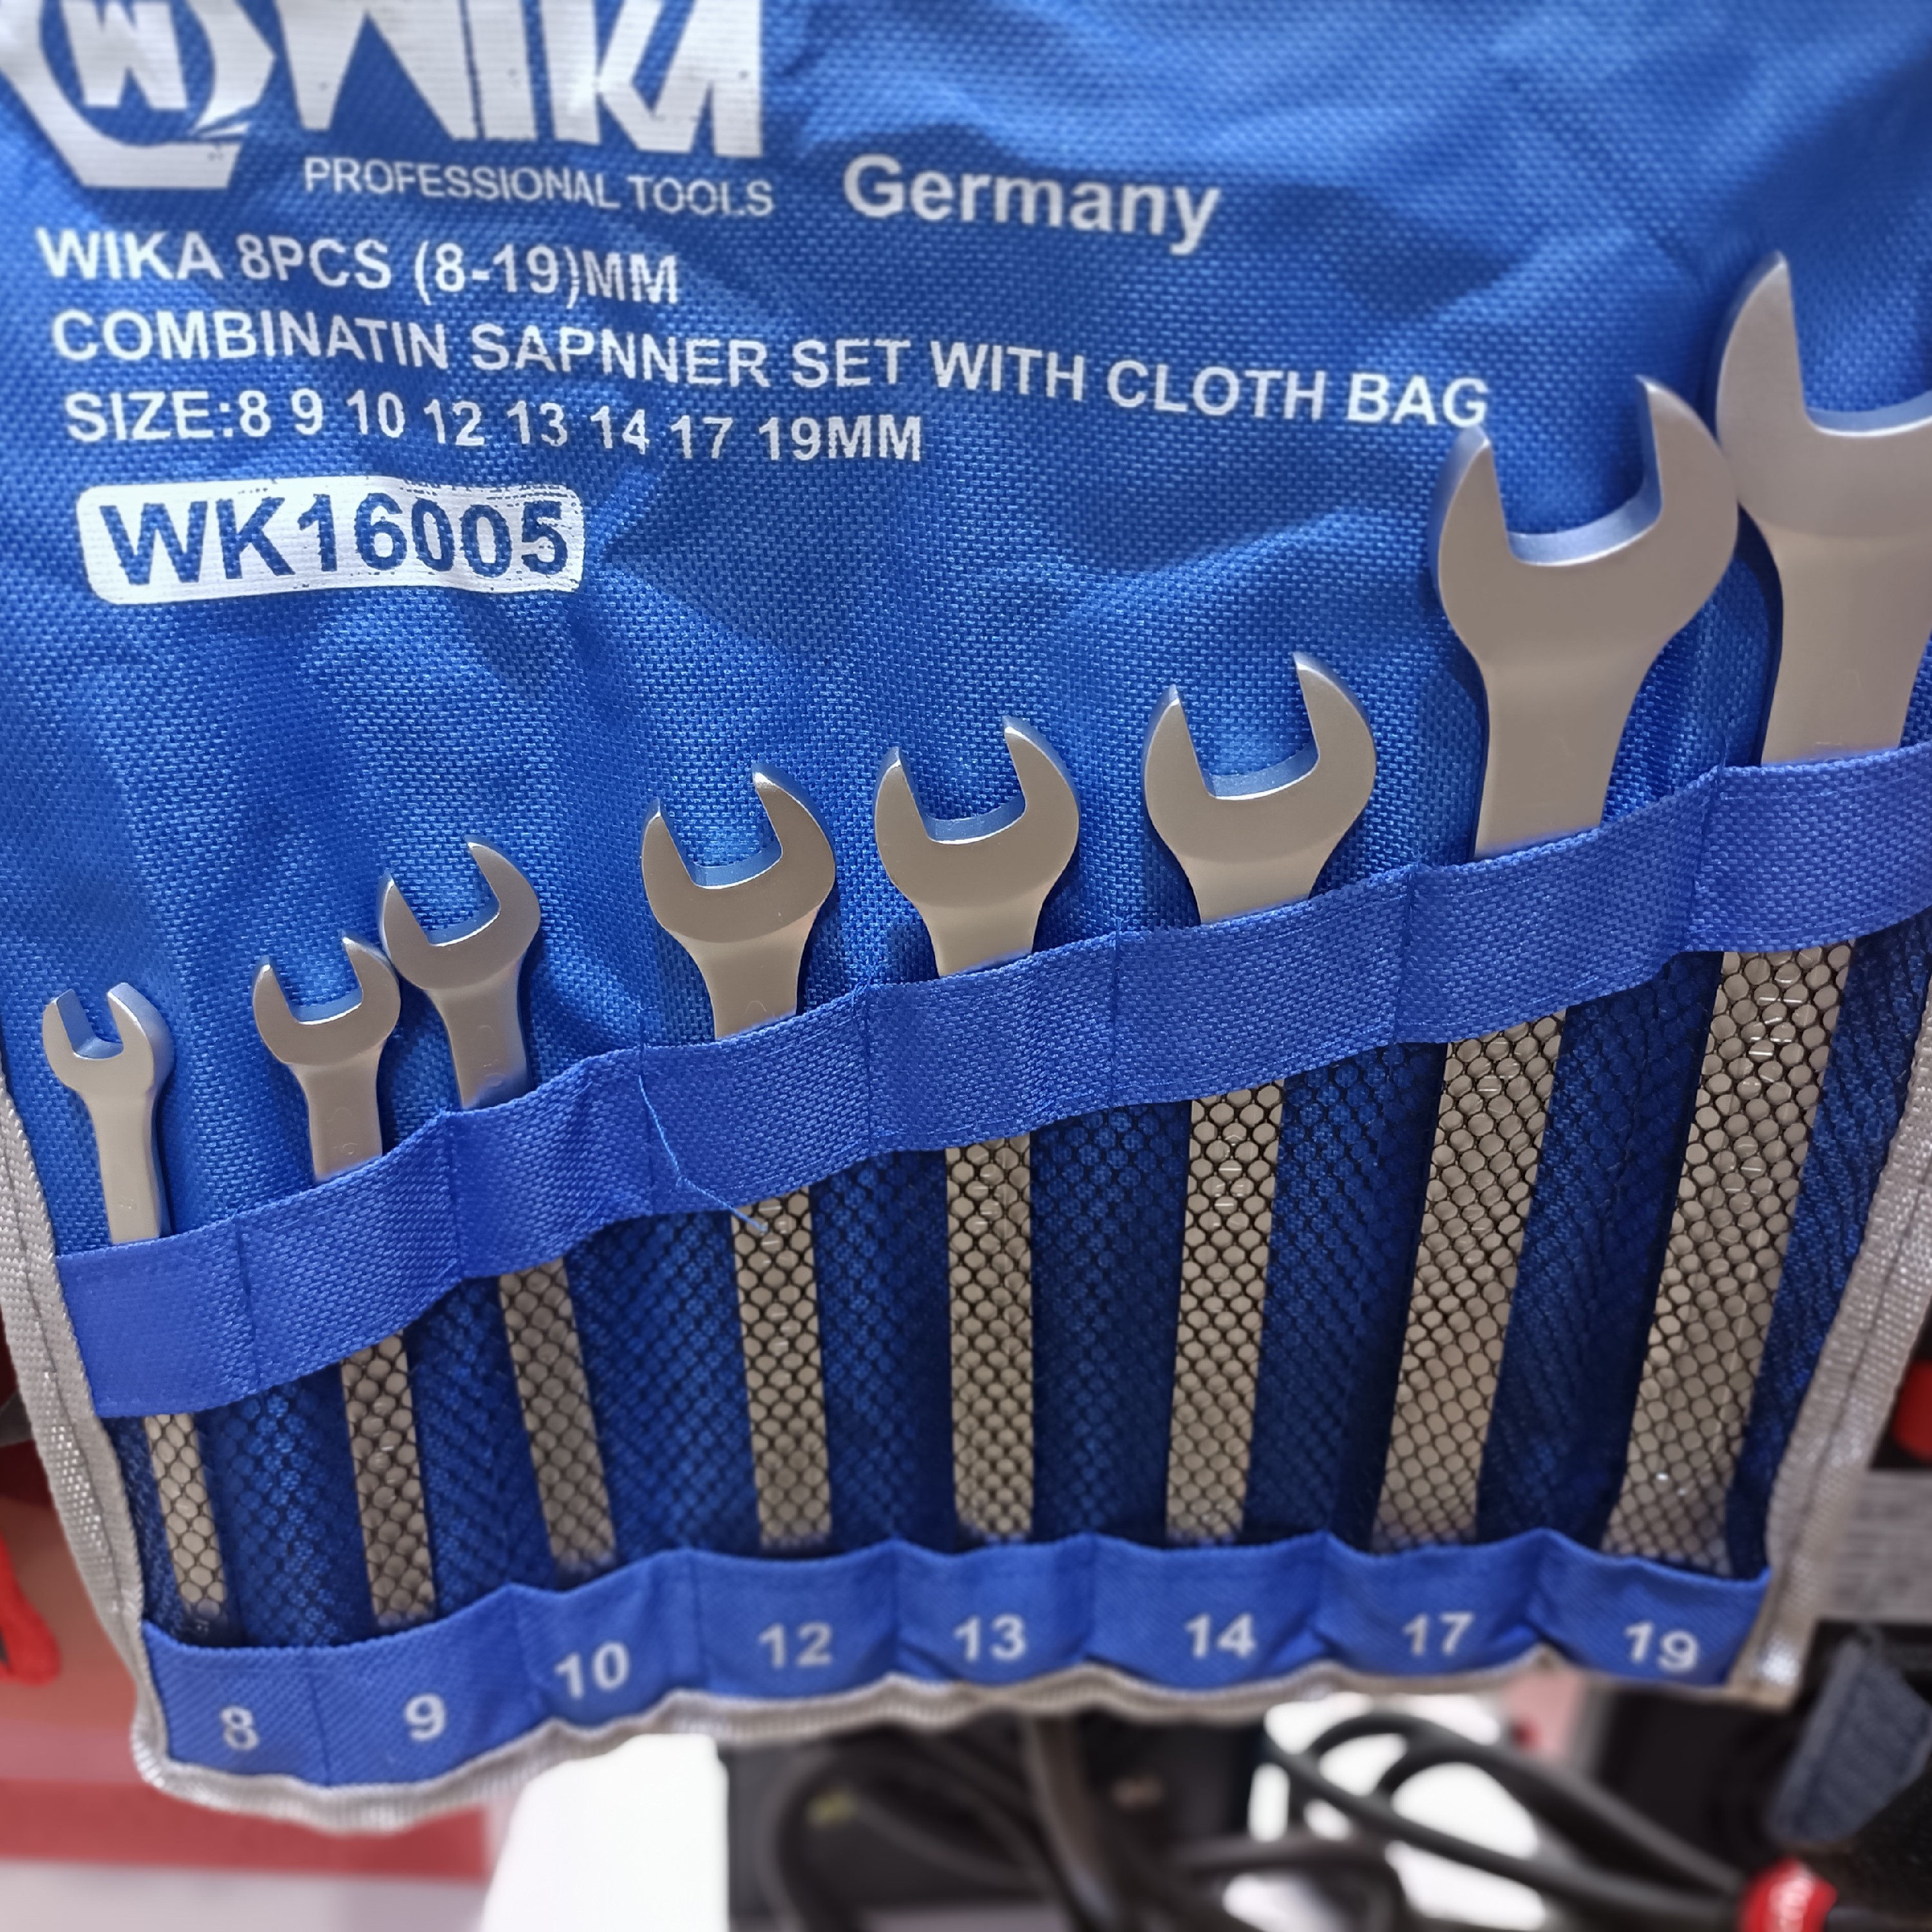 W WIKA
PROFESSIONAL TOOLS
Germany
WIKA 8PCS (8-19)MM
COMBINATIN SAPNNER SET WITH CLOTH BAG
SIZE:8 9 10 12 13 14 17 19MM
WK16005
8 9 10 12 13 14 17 19